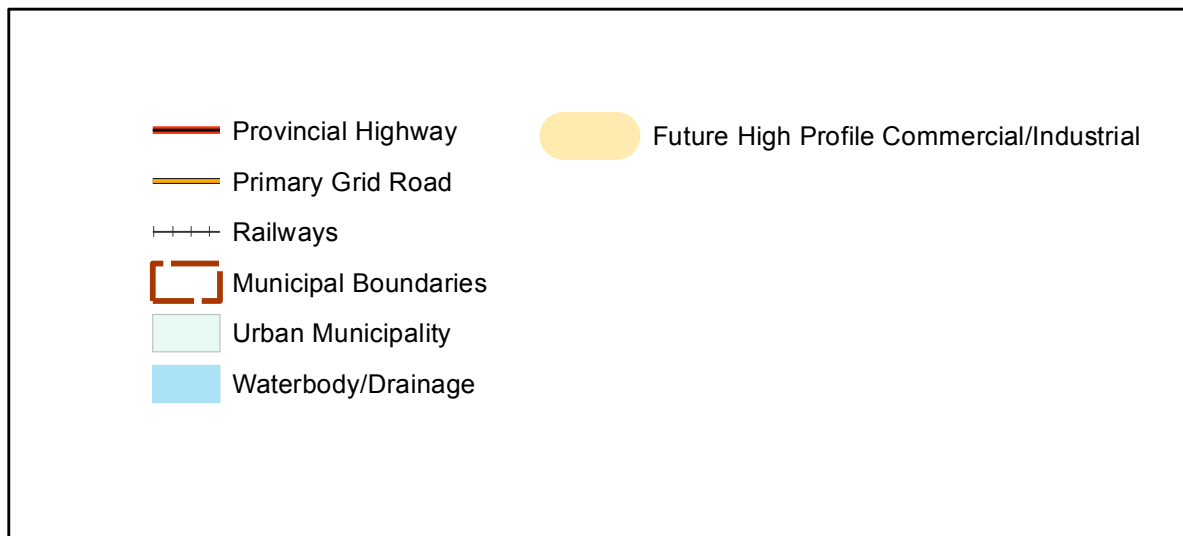 Provincial Highway
Primary Grid Road
Railways
Municipal Boundaries
Urban Municipality
Waterbody/Drainage
Future High Profile Commercial/Industrial